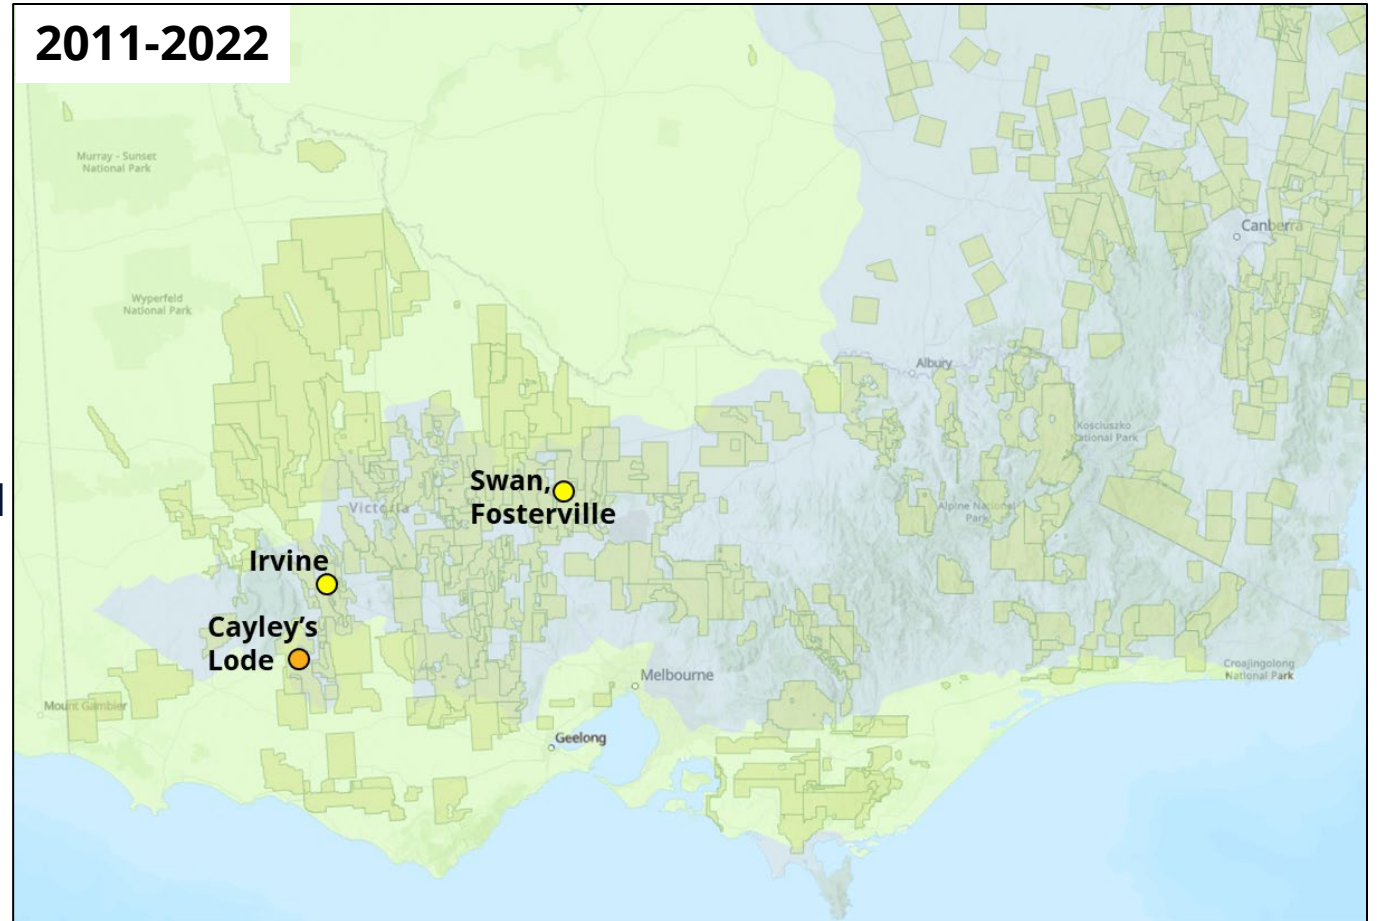 2011-2022
Murray - Sunset
National Park
Wyperfeld
National Park
Canberra
Albury
Kosciuszko
National Park
Swan,
Fosterville
Victoria
Alpine National
Park
Irvine
Cayley's
Lode
Melbourne
Croajingolong
National Park
Mount Gambier
Geelong